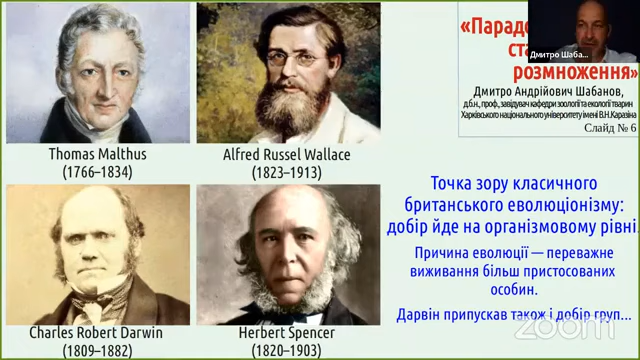 Thomas Malthus
(1766–1834)
Alfred Russel Wallace
(1823–1913)
Charles Robert Darwin
(1809–1882)
Herbert Spencer
(1820–1903)
розмноження»
Дмитро Андрійович Шабанов,
д.б.н., проф., завідувач кафедри зоології та екології тварин
Харківського національного університету імені В.Н.Каразіна
Слайд № 6
Дмитро Шаба...
Точка зору класичного
британського еволюціонізму:
добір йде на організмовому рівні.
Причина еволюції — переважне
виживання більш пристосованих
особин.
Дарвін припускав також і добір груп...
zoom